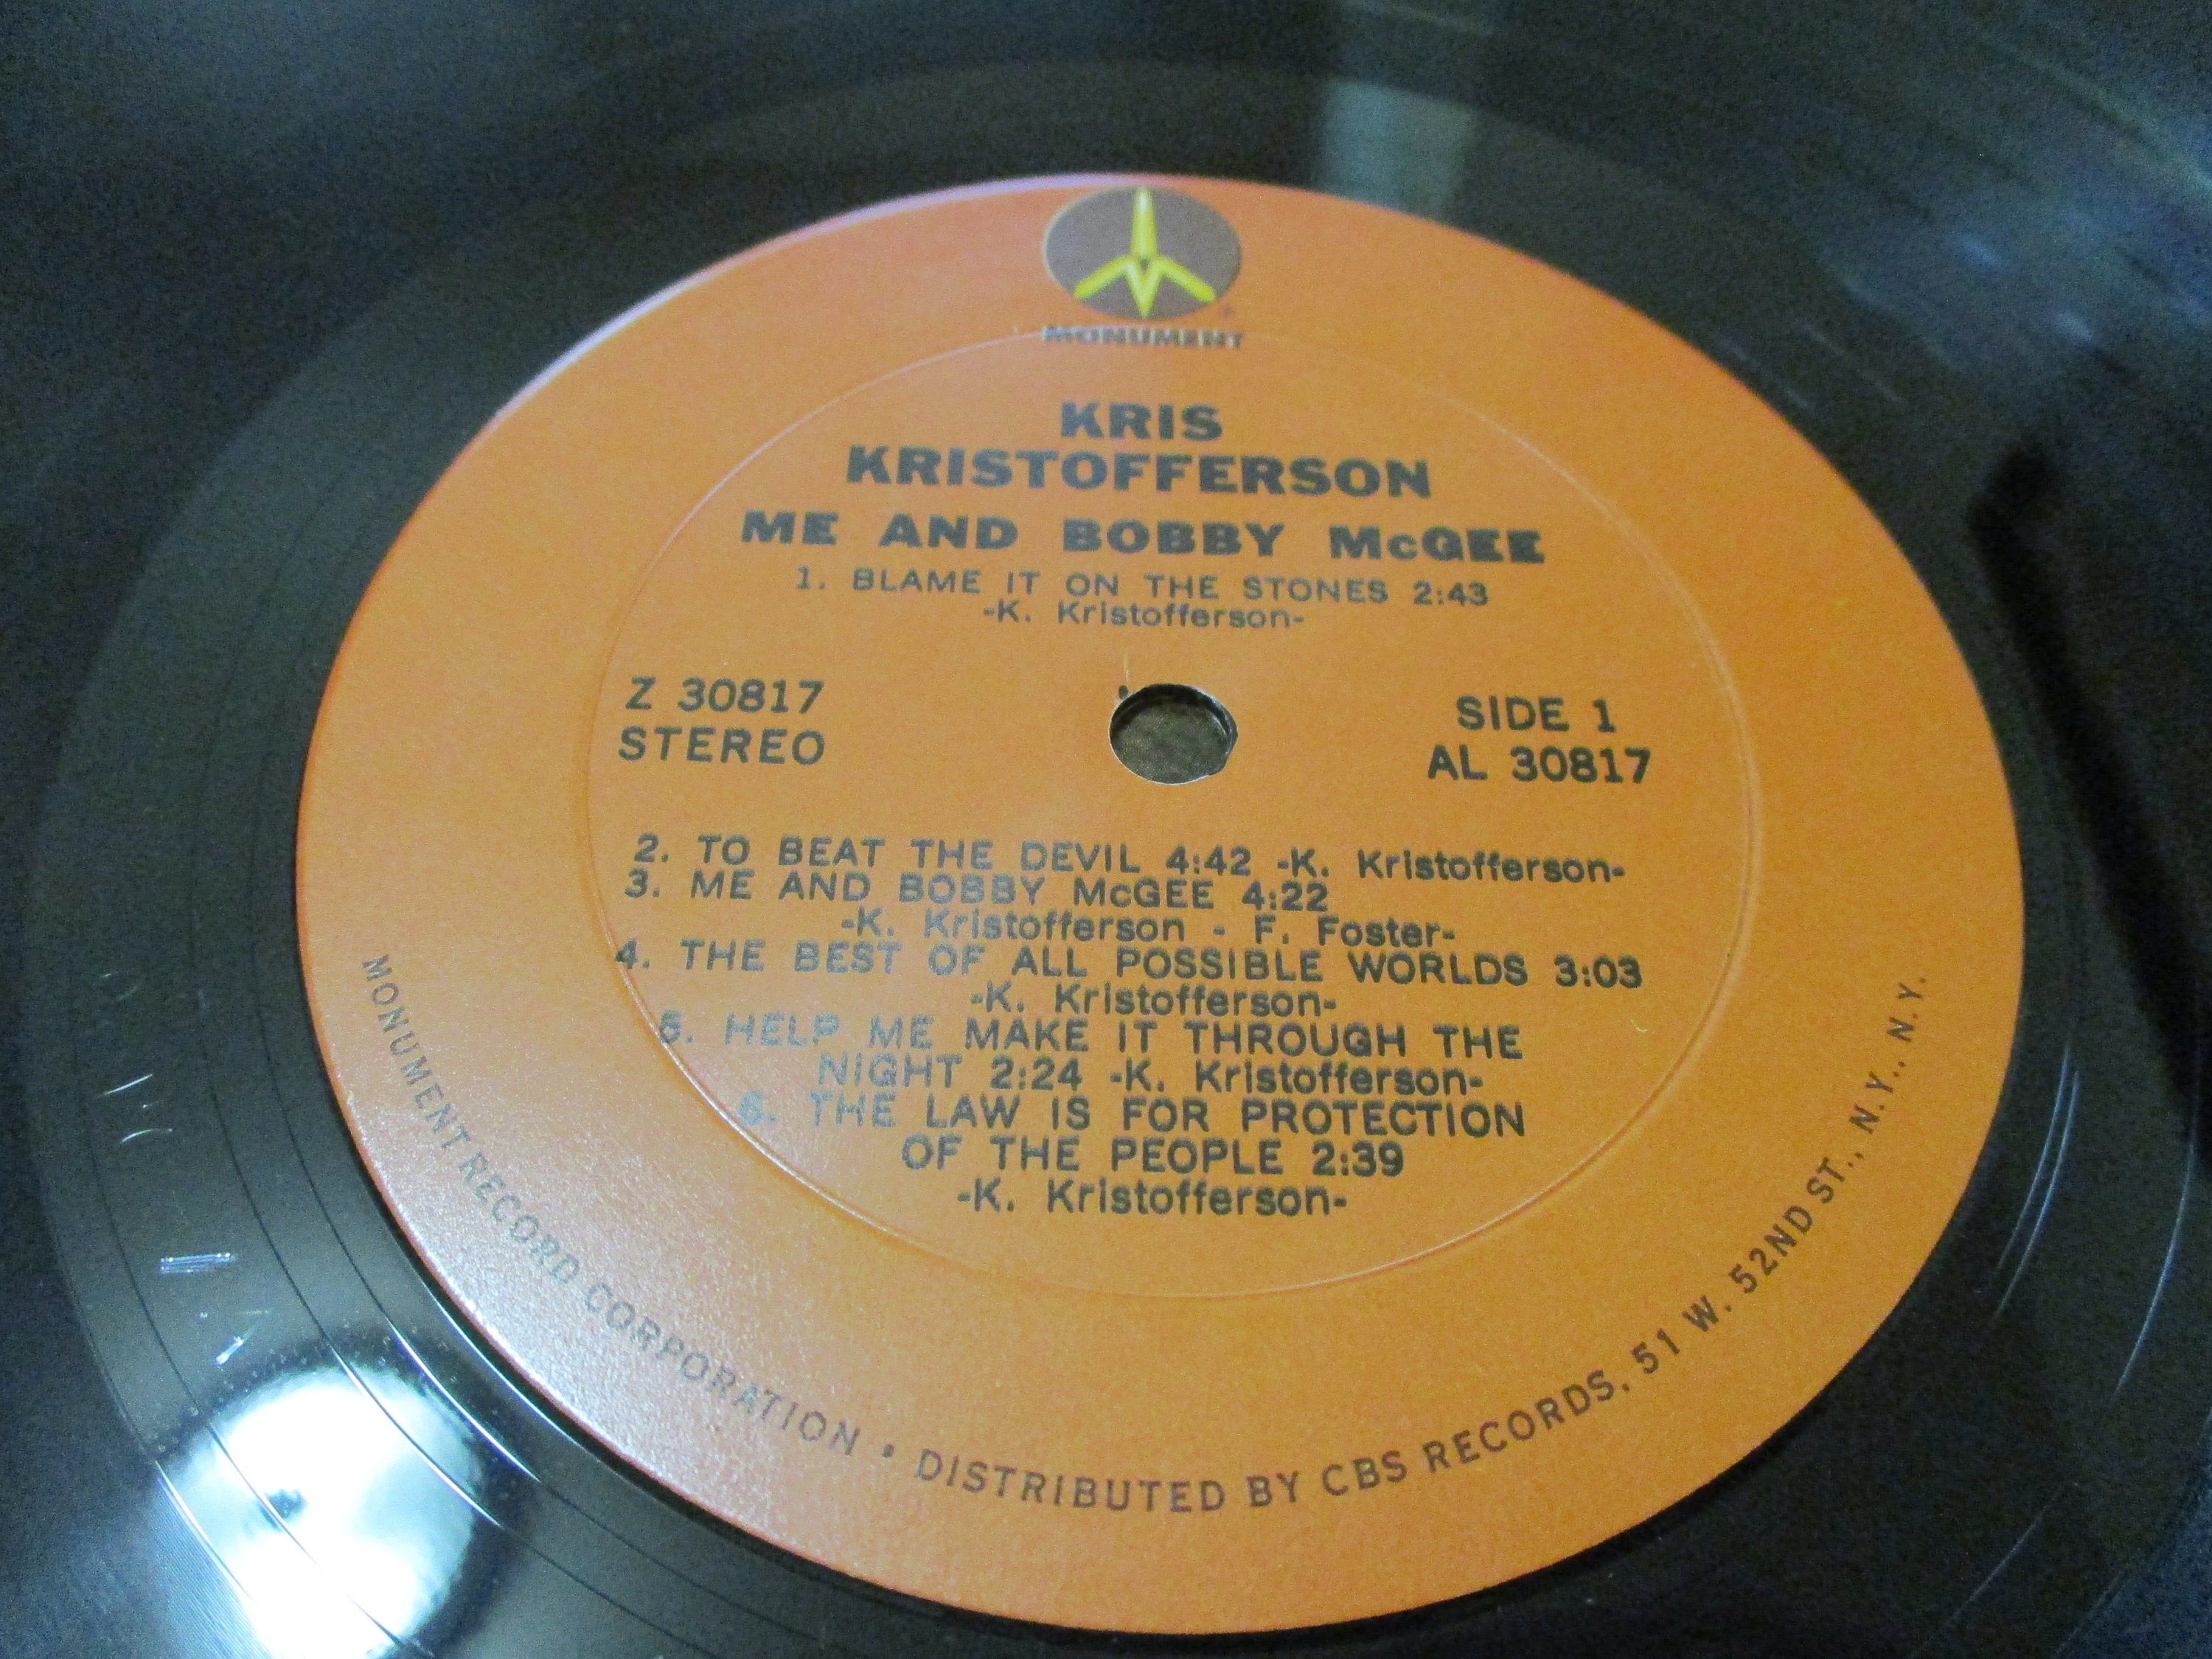 MONUMENT
KRIS
KRISTOFFERSON
ME AND BOBBY McGEE
1. BLAME IT ON THE STONES 2:43
-K. Kristofferson-
Z 30817
STEREO
SIDE 1
AL 30817
2. TO BEAT THE DEVIL 4:42 -K. Kristofferson-
3. ME AND BOBBY McGEE 4:22
-K. Kristofferson - F. Foster-
4. THE BEST OF ALL POSSIBLE WORLDS 3:03
-K. Kristofferson-
5. HELP ME MAKE IT THROUGH THE
NIGHT 2:24 -K. Kristofferson-
6. THE LAW IS FOR PROTECTION
OF THE PEOPLE 2:39
-K. Kristofferson-
MONUMENT RECORD CORPORATION • DISTRIBUTED BY CBS RECORDS, 51 W. 52ND ST., N.Y., N.Y.